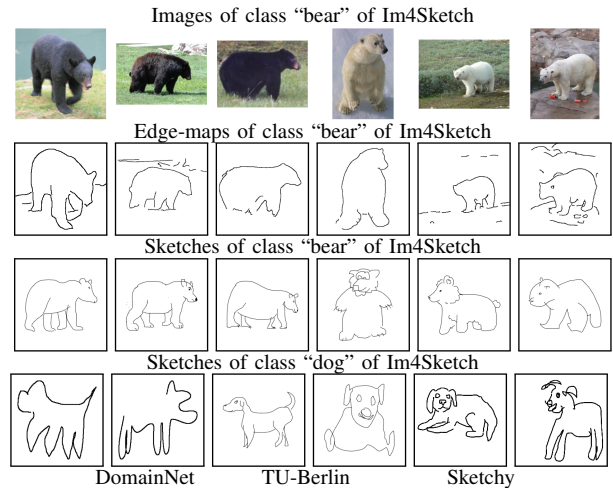 Images of class “bear” of Im4Sketch
Edge-maps of class “bear” of Im4Sketch
Sketches of class “bear” of Im4Sketch
Sketches of class “dog” of Im4Sketch
DomainNet TU-Berlin Sketchy